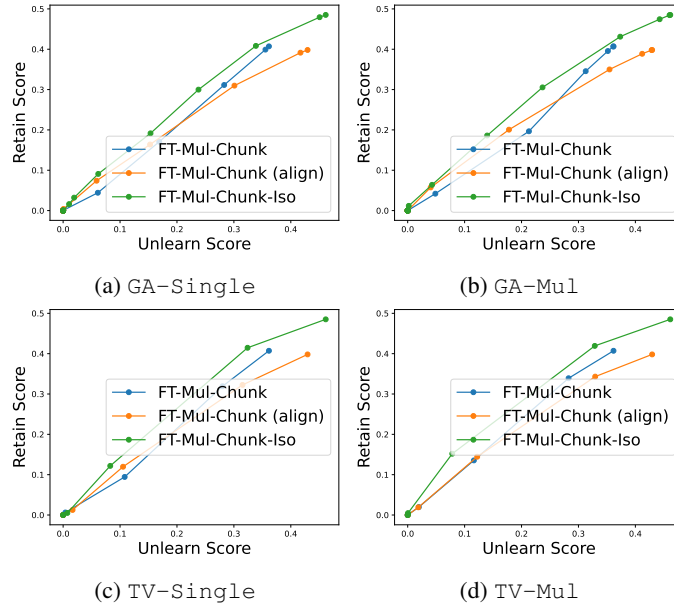 0.5
0.4
0.3
0.2
0.1
0.0
Retain Score
FT-Mul-Chunk
FT-Mul-Chunk (align)
FT-Mul-Chunk-Iso
0.0 0.1 0.2 0.3 0.4
Unlearn Score
(a) GA-Single
0.5
0.4
0.3
0.2
0.1
0.0
Retain Score
FT-Mul-Chunk
FT-Mul-Chunk (align)
FT-Mul-Chunk-Iso
0.0 0.1 0.2 0.3 0.4
Unlearn Score
(b) GA-Mul
0.5
0.4
0.3
0.2
0.1
0.0
Retain Score
FT-Mul-Chunk
FT-Mul-Chunk (align)
FT-Mul-Chunk-Iso
0.0 0.1 0.2 0.3 0.4
Unlearn Score
(c) TV-Single
0.5
0.4
0.3
0.2
0.1
0.0
Retain Score
FT-Mul-Chunk
FT-Mul-Chunk (align)
FT-Mul-Chunk-Iso
0.0 0.1 0.2 0.3 0.4
Unlearn Score
(d) TV-Mul